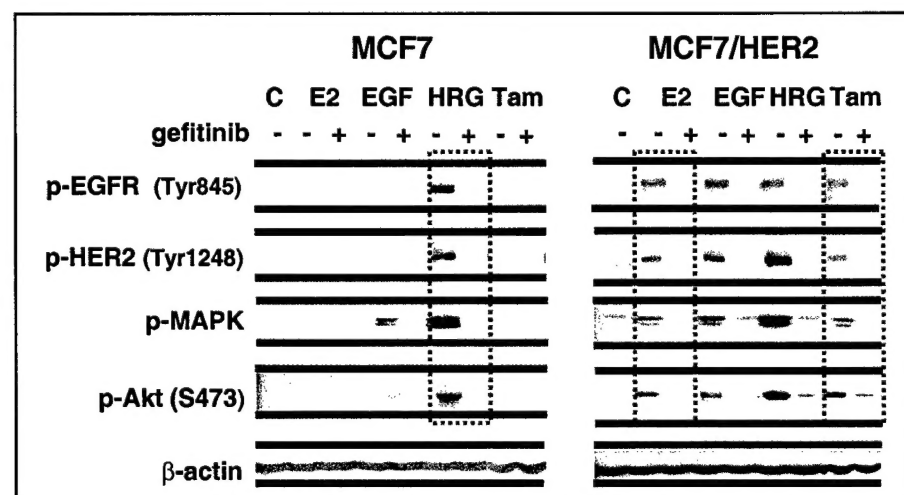 MCF7 MCF7/HER2
C E2 EGF HRG Tam C E2 EGF HRG Tam
gefitinib - - + - + - + - + - - + - + - + - +
p-EGFR (Tyr845)
p-HER2 (Tyr1248)
p-MAPK
p-Akt (S473)
β-actin